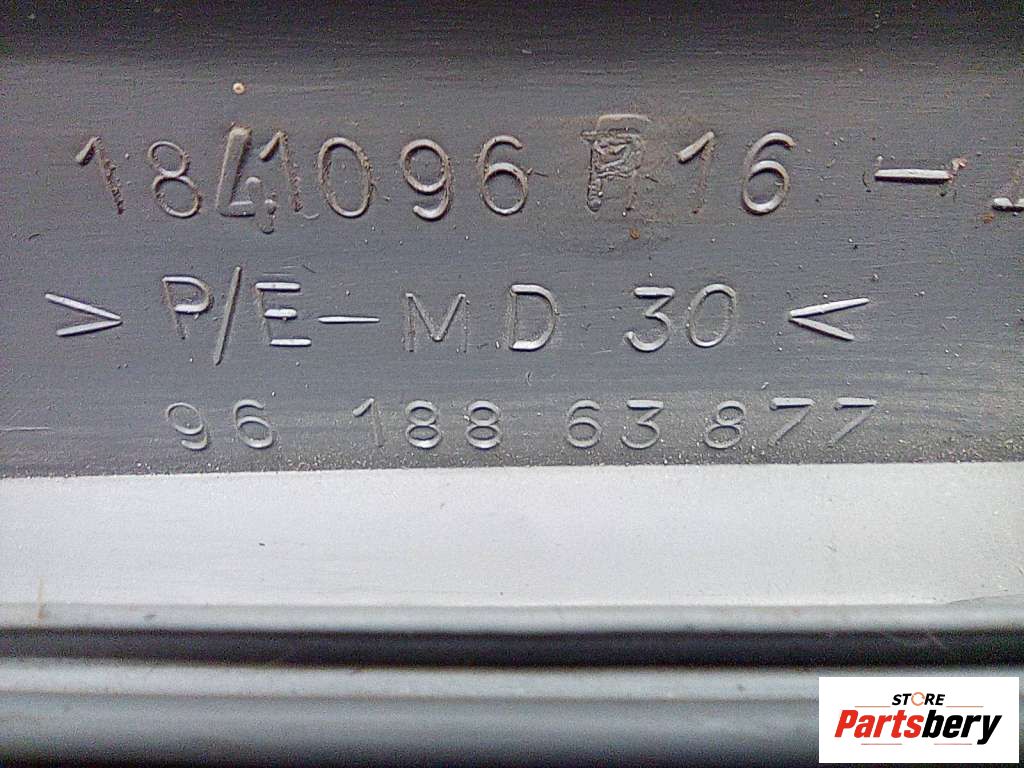 1841096 16 –
>P/E–MD 30<
96 188 63 877
STORE
Partsbery